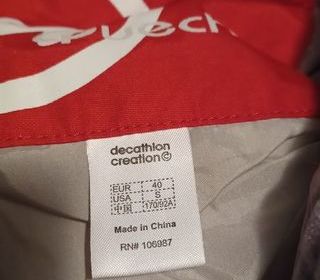 uech
decathlon
creation©
EUR 40
USA S
中国 170/92A
Made in China
RN# 106987